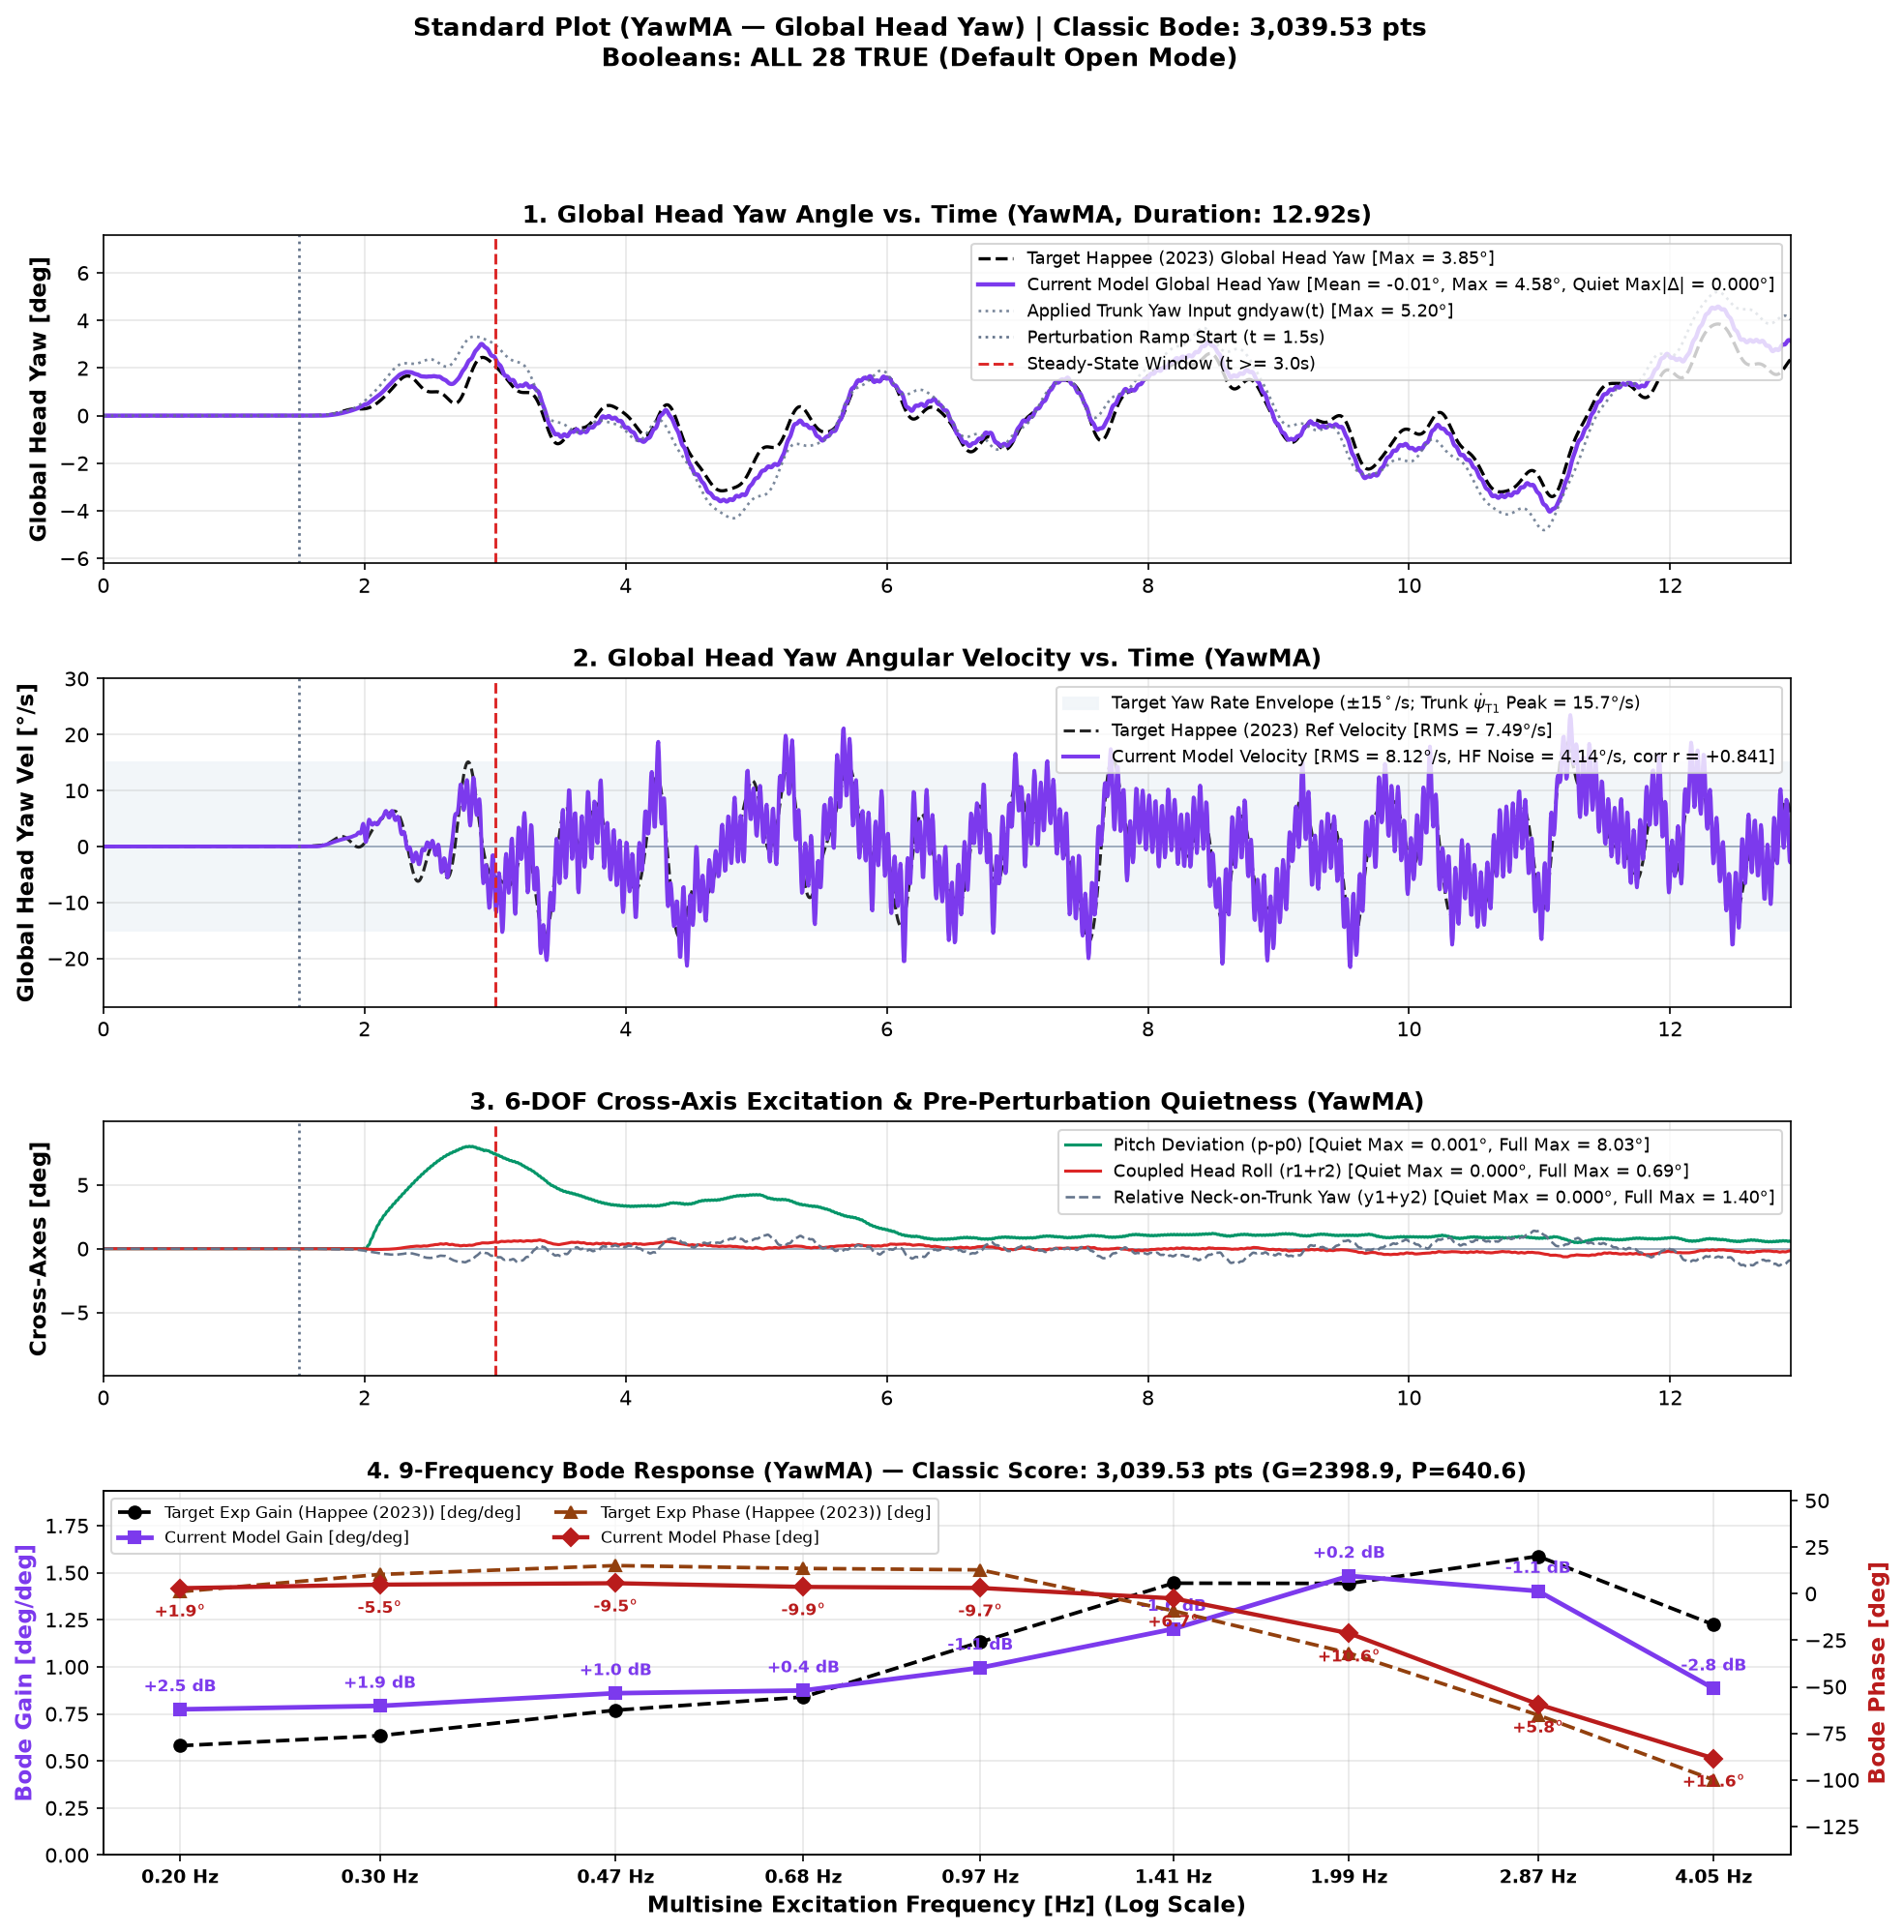 Standard Plot (YawMA — Global Head Yaw) | Classic Bode: 3,039.53 pts
Booleans: ALL 28 TRUE (Default Open Mode)
1. Global Head Yaw Angle vs. Time (YawMA, Duration: 12.92s)
Global Head Yaw [deg]
6
4
2
0
−2
−4
−6
Target Happee (2023) Global Head Yaw [Max = 3.85°]
Current Model Global Head Yaw [Mean = -0.01°, Max = 4.58°, Quiet Max|Δ| = 0.000°]
Applied Trunk Yaw Input gndyaw(t) [Max = 5.20°]
Perturbation Ramp Start (t = 1.5s)
Steady-State Window (t >= 3.0s)
0 2 4 6 8 10 12
2. Global Head Yaw Angular Velocity vs. Time (YawMA)
Global Head Yaw Vel [°/s]
30
20
10
0
−10
−20
Target Yaw Rate Envelope (±15°/s; Trunk ψ̇T1 Peak = 15.7°/s)
Target Happee (2023) Ref Velocity [RMS = 7.49°/s]
Current Model Velocity [RMS = 8.12°/s, HF Noise = 4.14°/s, corr r = +0.841]
0 2 4 6 8 10 12
3. 6-DOF Cross-Axis Excitation & Pre-Perturbation Quietness (YawMA)
Cross-Axes [deg]
5
0
−5
Pitch Deviation (p-p0) [Quiet Max = 0.001°, Full Max = 8.03°]
Coupled Head Roll (r1+r2) [Quiet Max = 0.000°, Full Max = 0.69°]
Relative Neck-on-Trunk Yaw (y1+y2) [Quiet Max = 0.000°, Full Max = 1.40°]
0 2 4 6 8 10 12
4. 9-Frequency Bode Response (YawMA) — Classic Score: 3,039.53 pts (G=2398.9, P=640.6)
Bode Gain [deg/deg]
1.75
1.50
1.25
1.00
0.75
0.50
0.25
0.00
Target Exp Gain (Happee (2023)) [deg/deg]
Current Model Gain [deg/deg]
Target Exp Phase (Happee (2023)) [deg]
Current Model Phase [deg]
+2.5 dB
+1.9 dB
+1.0 dB
+0.4 dB
-1.1 dB
+0.2 dB
-1.1 dB
-2.8 dB
+1.9°
-5.5°
-9.5°
-9.9°
-9.7°
+5.8°
50
25
0
−25
−50
−75
−100
−125
Bode Phase [deg]
0.20 Hz 0.30 Hz 0.47 Hz 0.68 Hz 0.97 Hz 1.41 Hz 1.99 Hz 2.87 Hz 4.05 Hz
Multisine Excitation Frequency [Hz] (Log Scale)